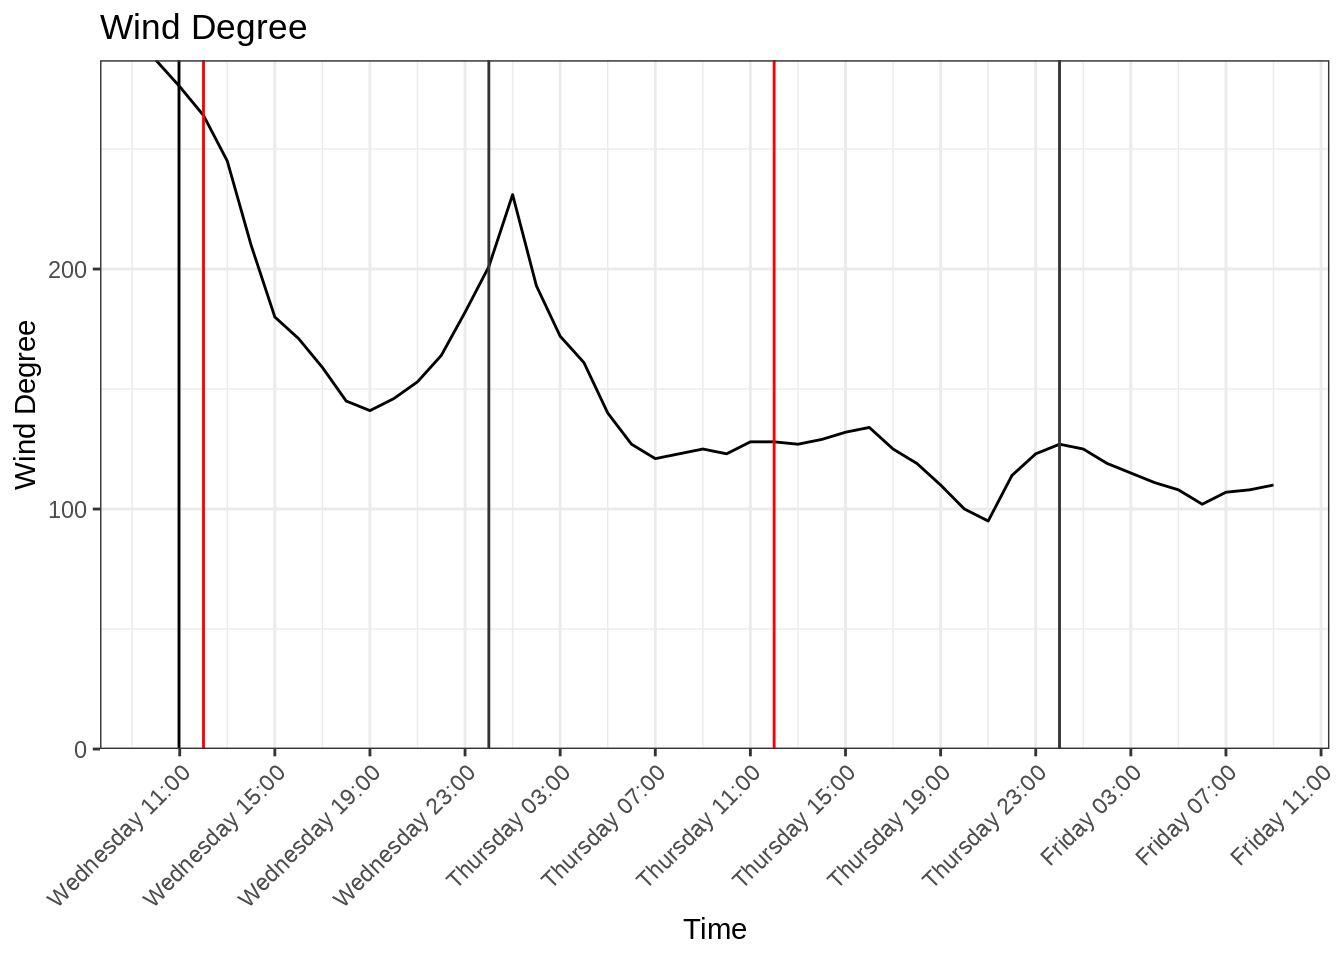 Wind Degree
Wind Degree
200
100
0
Wednesday 11:00
Wednesday 15:00
Wednesday 19:00
Wednesday 23:00
Thursday 03:00
Thursday 07:00
Thursday 11:00
Thursday 15:00
Thursday 19:00
Thursday 23:00
Friday 03:00
Friday 07:00
Friday 11:00
Time